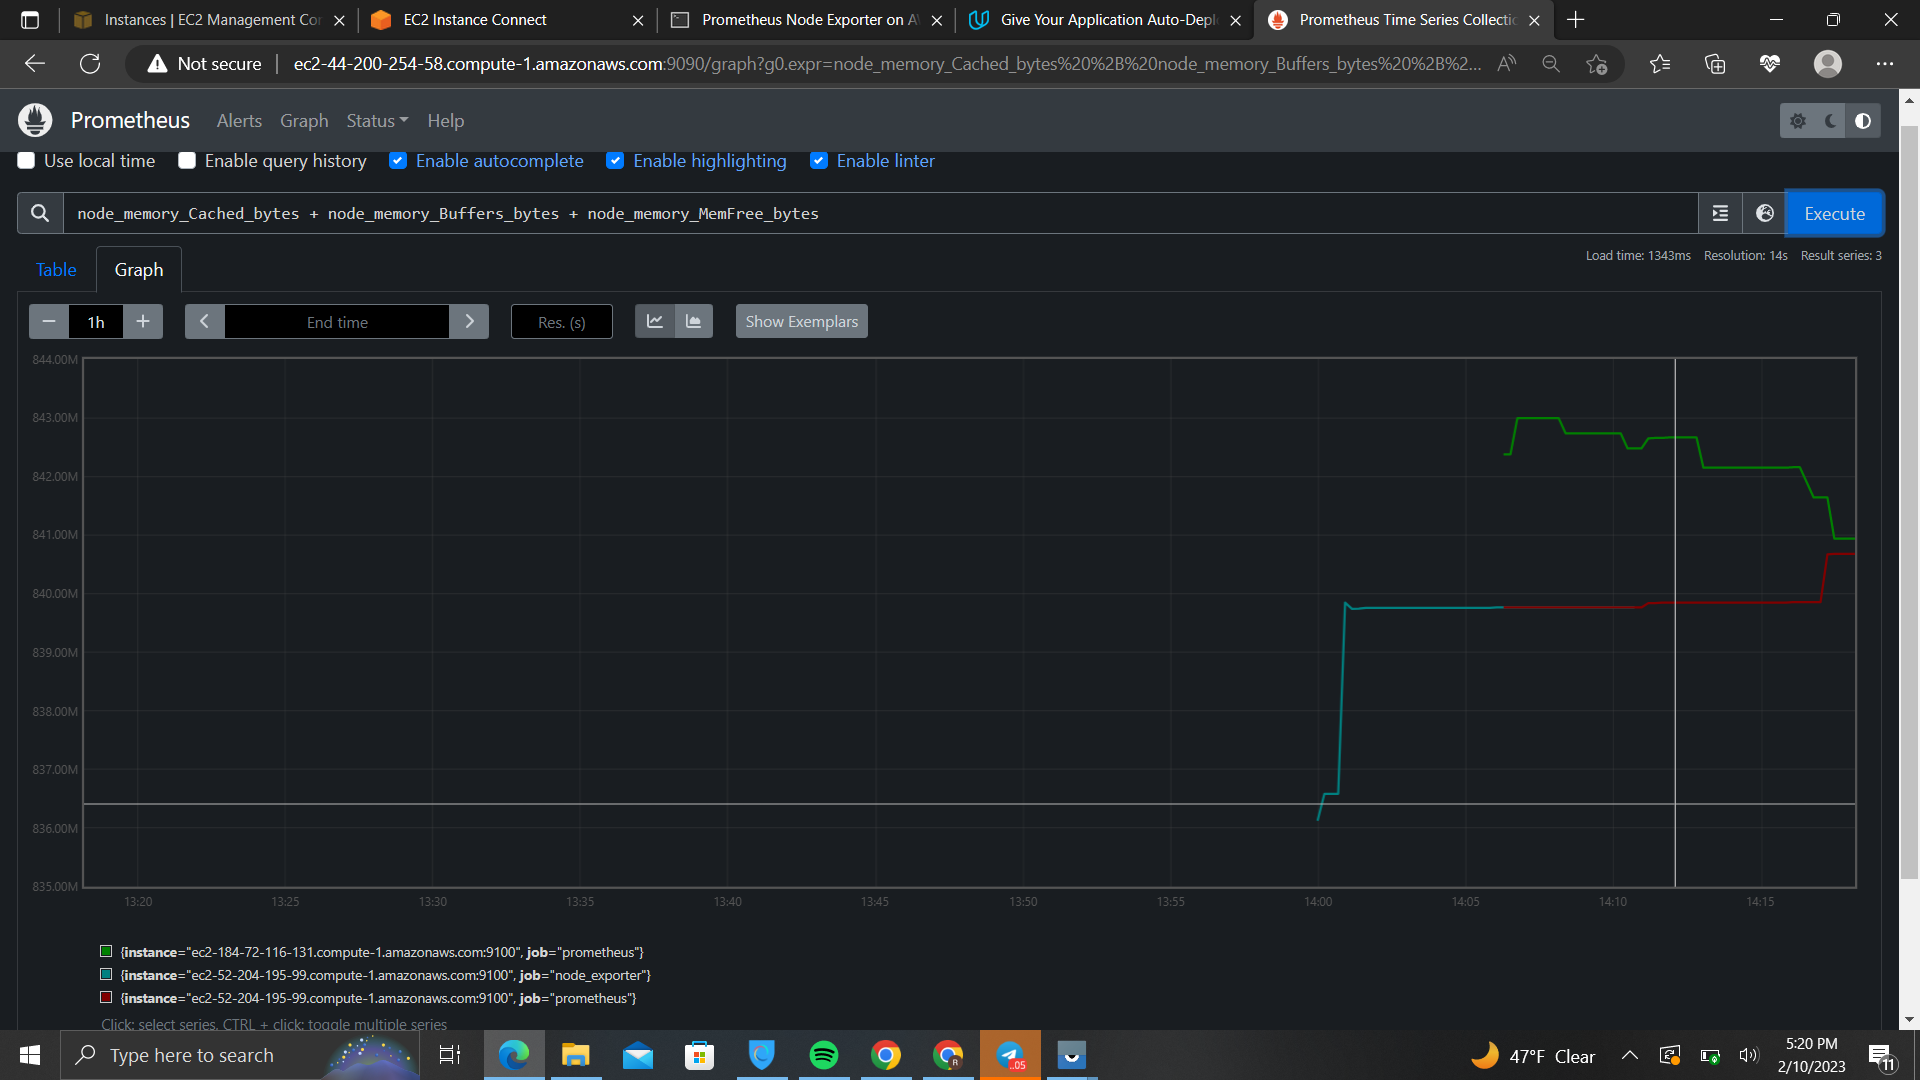 Instances | EC2 Management Co
EC2 Instance Connect
Prometheus Node Exporter on A
Give Your Application Auto-Depl
Prometheus Time Series Collecti
Not secure
ec2-44-200-254-58.compute-1.amazonaws.com:9090/graph?g0.expr=node_memory_Cached_bytes%20%2B%20node_memory_Buffers_bytes%20%2B%2...
Prometheus Alerts Graph Status Help
Use local time Enable query history Enable autocomplete Enable highlighting Enable linter
node_memory_Cached_bytes + node_memory_Buffers_bytes + node_memory_MemFree_bytes
Execute
Load time: 1343ms Resolution: 14s Result series: 3
Table Graph
1h End time Res. (s) Show Exemplars
844.00M
843.00M
842.00M
841.00M
840.00M
839.00M
838.00M
837.00M
836.00M
835.00M
13:20 13:25 13:30 13:35 13:40 13:45 13:50 13:55 14:00 14:05 14:10 14:15
{instance="ec2-184-72-116-131.compute-1.amazonaws.com:9100", job="prometheus"}
{instance="ec2-52-204-195-99.compute-1.amazonaws.com:9100", job="node_exporter"}
{instance="ec2-52-204-195-99.compute-1.amazonaws.com:9100", job="prometheus"}
Click: select series, CTRL + click: toggle multiple series
Type here to search
..05
47°F Clear
5:20 PM
2/10/2023
11